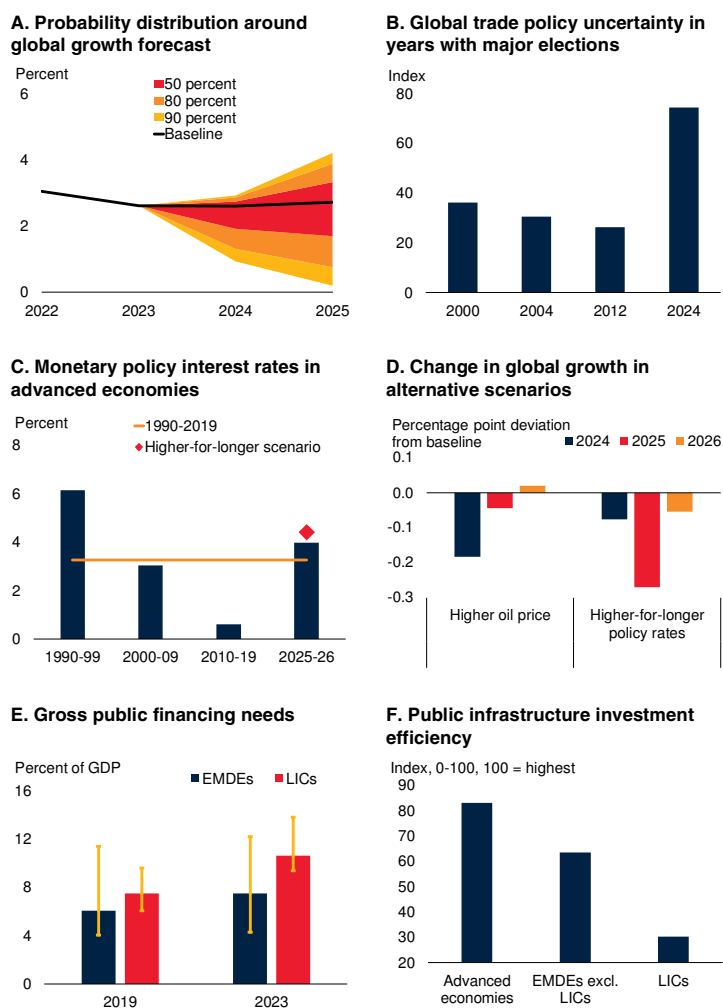 A. Probability distribution around
global growth forecast
Percent
50 percent
80 percent
90 percent
Baseline
6
4
2
0
2022 2023 2024 2025
B. Global trade policy uncertainty in
years with major elections
Index
80
60
40
20
0
2000 2004 2012 2024
C. Monetary policy interest rates in
advanced economies
Percent
1990-2019
Higher-for-longer scenario
8
6
4
2
0
1990-99 2000-09 2010-19 2025-26
D. Change in global growth in
alternative scenarios
Percentage point deviation
from baseline
2024 2025 2026
0.1
0.0
-0.1
-0.2
-0.3
Higher oil price
Higher-for-longer
policy rates
E. Gross public financing needs
Percent of GDP
EMDEs LICs
16
12
8
4
0
2019 2023
F. Public infrastructure investment
efficiency
Index, 0-100, 100 = highest
90
80
70
60
50
40
30
20
Advanced
economies
EMDEs excl.
LICs
LICs